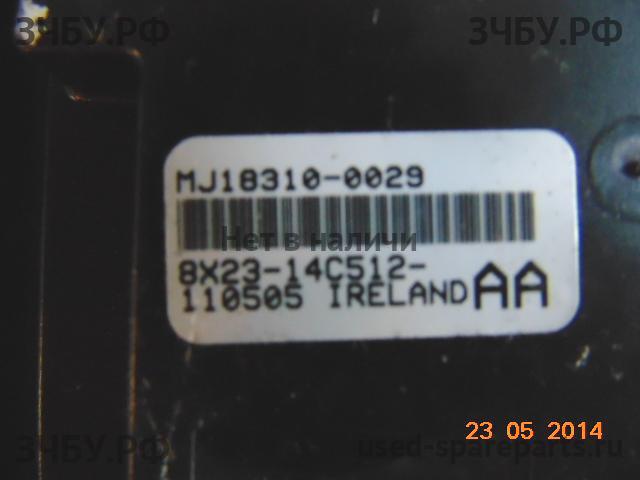 ЗЧБУ.РФ
ЗЧБУ.РФ
MJ18310-0029
Нет в наличи
8X23-14C512-
110505 IRELAND AA
23 05 2014
ЗЧБУ.РФ
used-spareparts.ru